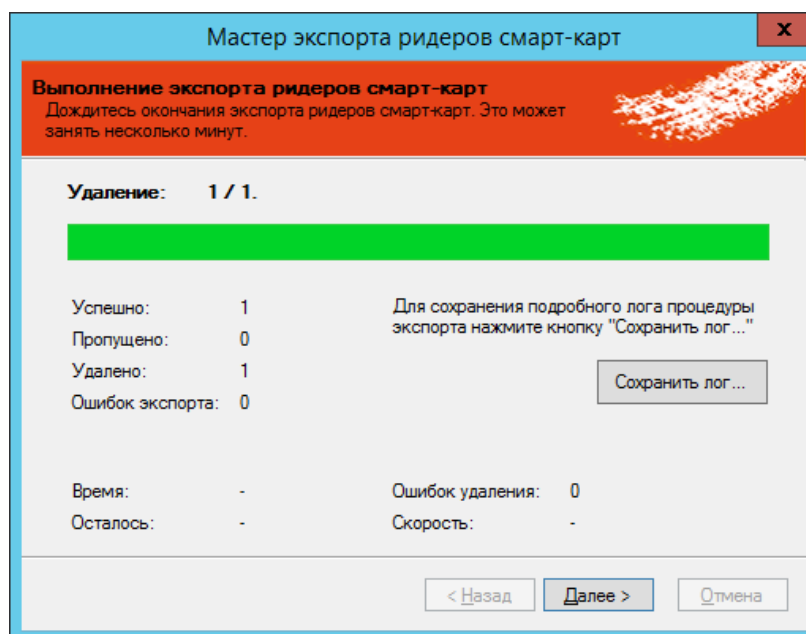 Мастер экспорта ридеров смарт-карт
x
Выполнение экспорта ридеров смарт-карт
Дождитесь окончания экспорта ридеров смарт-карт. Это может
занять несколько минут.
Удаление: 1 / 1.
Успешно: 1
Пропущено: 0
Удалено: 1
Ошибок экспорта: 0
Для сохранения подробного лога процедуры
экспорта нажмите кнопку "Сохранить лог..."
Сохранить лог...
Время: -
Осталось: -
Ошибок удаления: 0
Скорость: -
< Назад
Далее >
Отмена